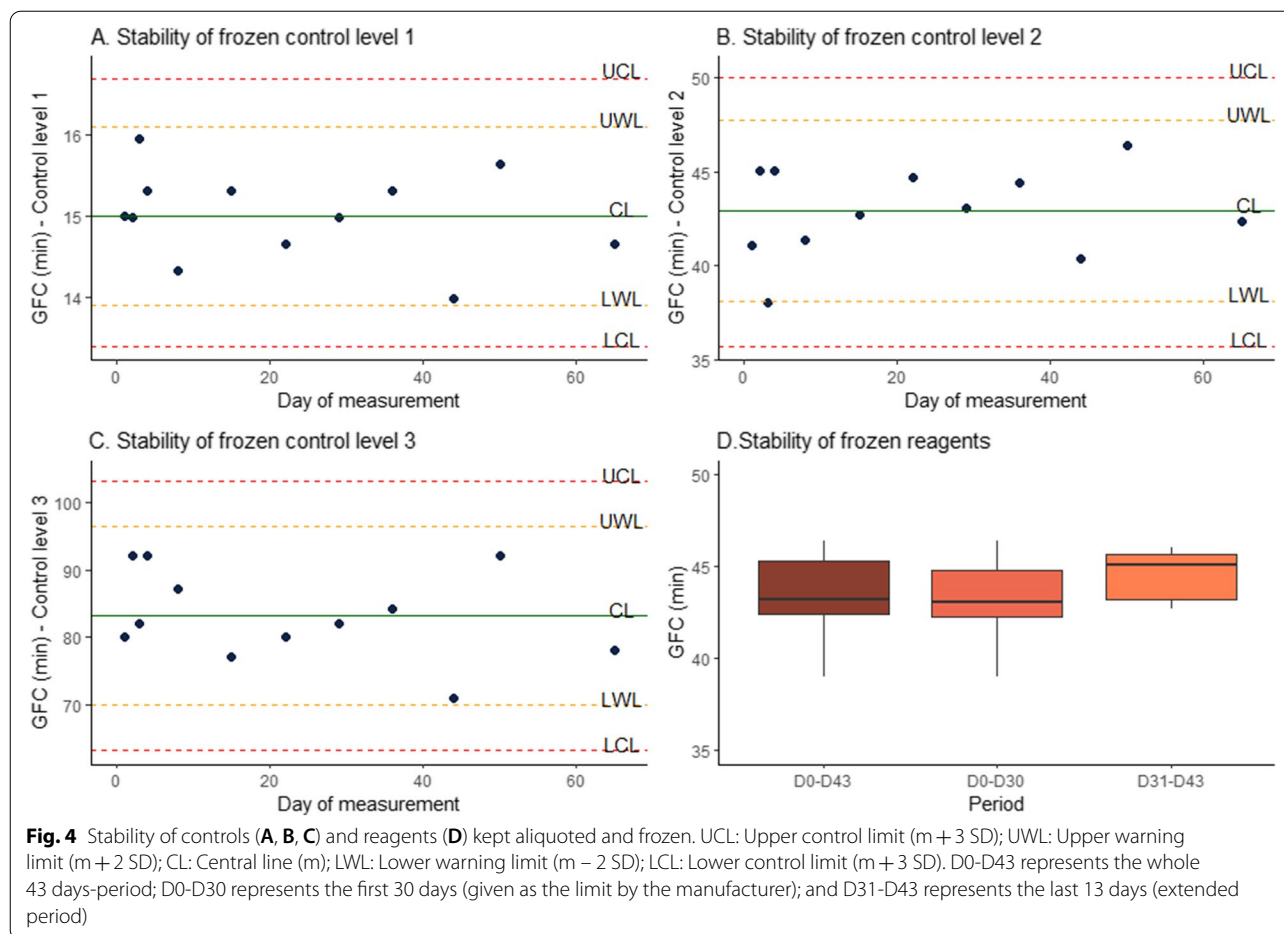 A. Stability of frozen control level 1
GFC (min) - Control level 1
16
15
14
UCL
UWL
CL
LWL
LCL
0 20 40 60
Day of measurement
B. Stability of frozen control level 2
GFC (min) - Control level 2
50
45
40
35
UCL
UWL
CL
LWL
LCL
0 20 40 60
Day of measurement
C. Stability of frozen control level 3
GFC (min) - Control level 3
100
90
80
70
UCL
UWL
CL
LWL
LCL
0 20 40 60
Day of measurement
D.Stability of frozen reagents
GFC (min)
50
45
40
35
D0-D43 D0-D30 D31-D43
Period
Fig. 4 Stability of controls (A, B, C) and reagents (D) kept aliquoted and frozen. UCL: Upper control limit (m + 3 SD); UWL: Upper warning
limit (m + 2 SD); CL: Central line (m); LWL: Lower warning limit (m – 2 SD); LCL: Lower control limit (m + 3 SD). D0-D43 represents the whole
43 days-period; D0-D30 represents the first 30 days (given as the limit by the manufacturer); and D31-D43 represents the last 13 days (extended
period)